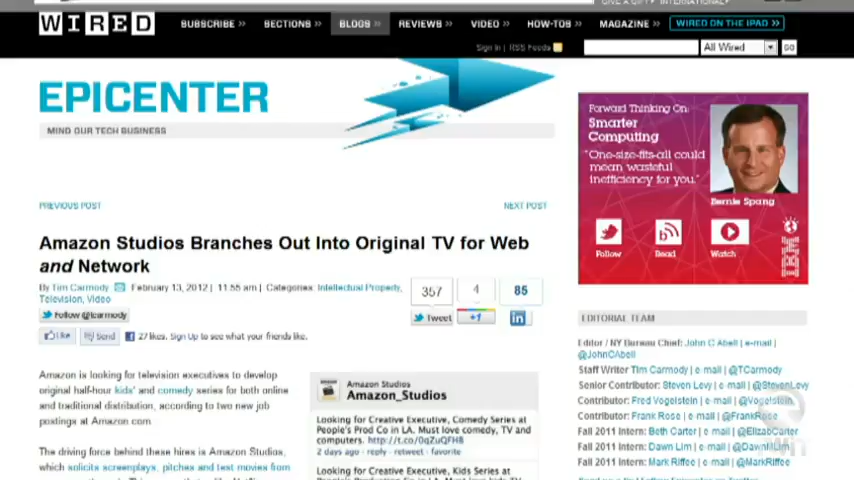 WIRED
SUBSCRIBE >> SECTIONS >> BLOGS >> REVIEWS >> VIDEO >> HOW-TOS >> MAGAZINE >> WIRED ON THE IPAD >>
Sign In | RSS Feeds All Wired GO
EPICENTER
MIND OUR TECH BUSINESS
Forward Thinking On:
Smarter
Computing
"One-size-fits-all could
mean wasteful
inefficiency for you."
Bernie Spang
Follow Read Watch
IBM
PREVIOUS POST NEXT POST
Amazon Studios Branches Out Into Original TV for Web
and Network
By Tim Carmody February 13, 2012 | 11:55 am | Categories: Intellectual Property,
Television, Video
Follow @tcarmody
357 4 85
Tweet +1 in
Like Send 27 likes. Sign Up to see what your friends like.
Amazon is looking for television executives to develop
original half-hour kids' and comedy series for both online
and traditional distribution, according to two new job
postings at Amazon.com.
The driving force behind these hires is Amazon Studios,
which solicits screenplays, pitches and test movies from
Amazon Studios
Amazon_Studios
Looking for Creative Executive, Comedy Series at
People's Prod Co in LA. Must love comedy, TV and
computers. http://t.co/0qZuQFHB
2 days ago · reply · retweet · favorite
Looking for Creative Executive, Kids Series at
EDITORIAL TEAM
Editor / NY Bureau Chief: John C Abell | e-mail |
@JohnCAbell
Staff Writer Tim Carmody | e-mail | @TCarmody
Senior Contributor: Steven Levy | e-mail | @StevenLevy
Contributor: Fred Vogelstein | e-mail | @Vogelstein
Contributor: Frank Rose | e-mail | @FrankRose
Fall 2011 Intern: Beth Carter | e-mail | @ElizabCarter
Fall 2011 Intern: Dawn Lim | e-mail | @DawnMLim
Fall 2011 Intern: Mark Riffee | e-mail | @MarkRiffee